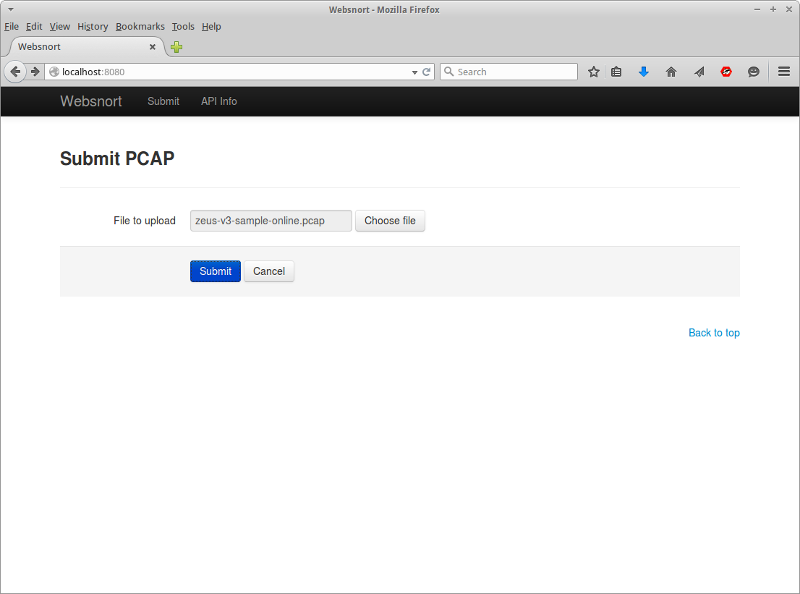 Websnort - Mozilla Firefox
File Edit View History Bookmarks Tools Help
Websnort
localhost:8080
Search
Websnort Submit API Info
Submit PCAP
File to upload zeus-v3-sample-online.pcap Choose file
Submit Cancel
Back to top